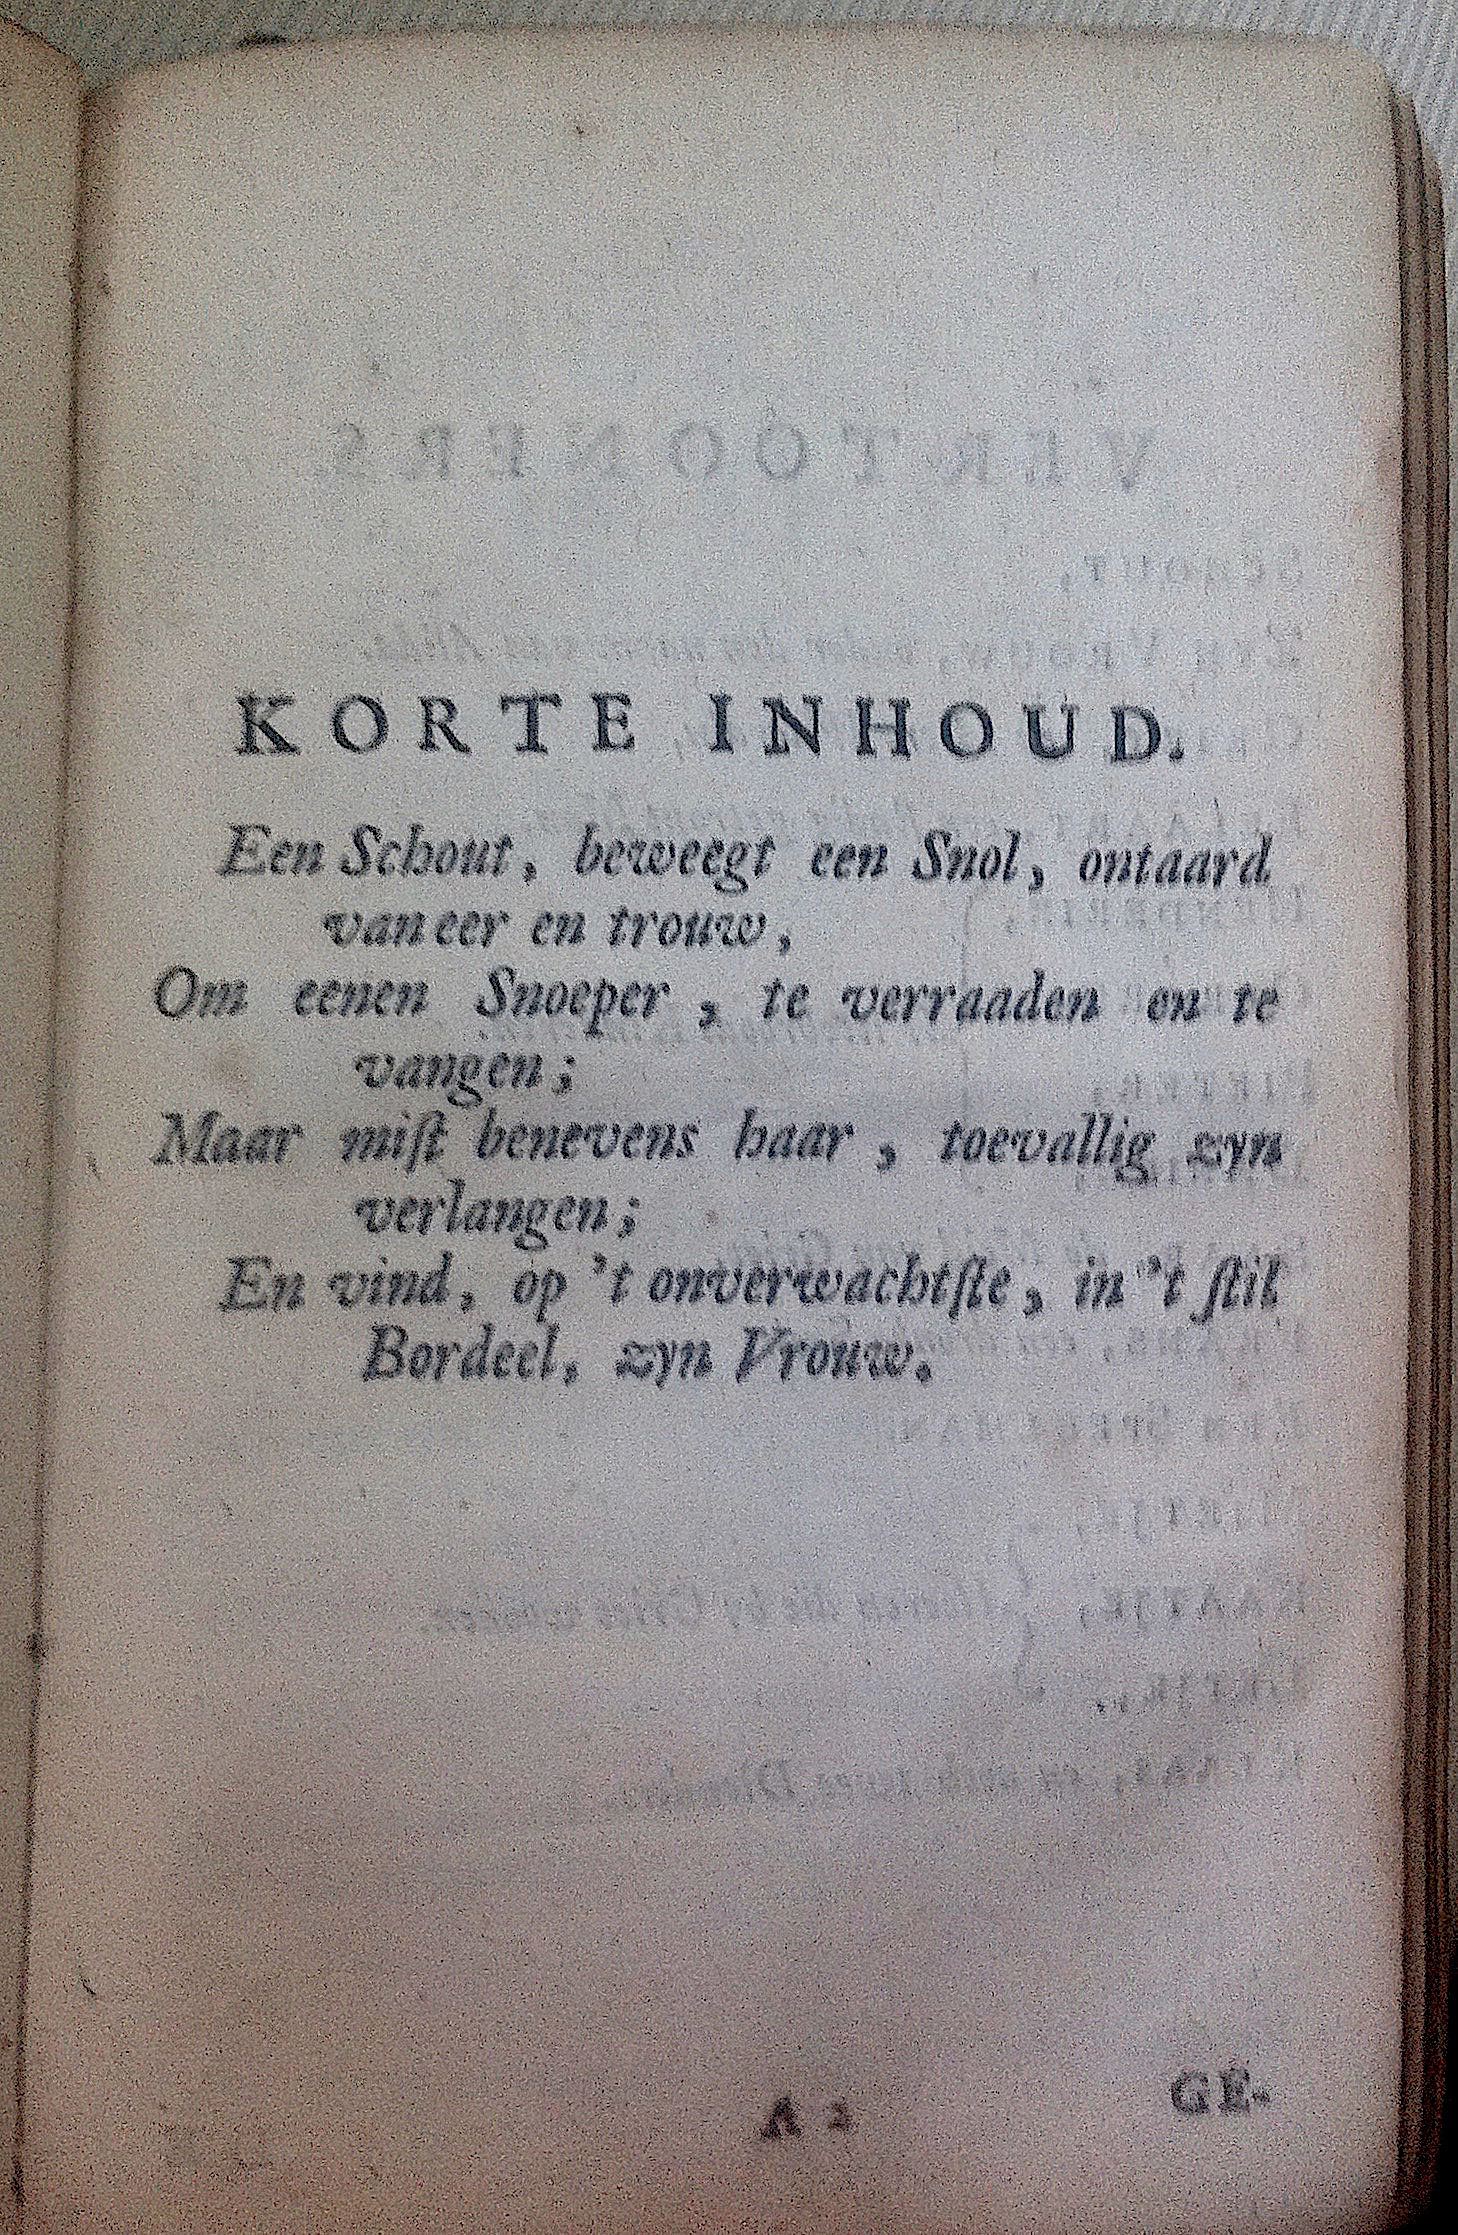 KORTE INHOUD.
Een Schout, beweegt een Snol, ontaard
van eer en trouw,
Om eenen Snoeper, te verraaden en te
vangen;
Maar miſt benevens haar, toevallig zyn
verlangen;
En vind, op 't onverwachtſte, in 't ſtil
Bordeel, zyn Vrouw.
A 2
GE-